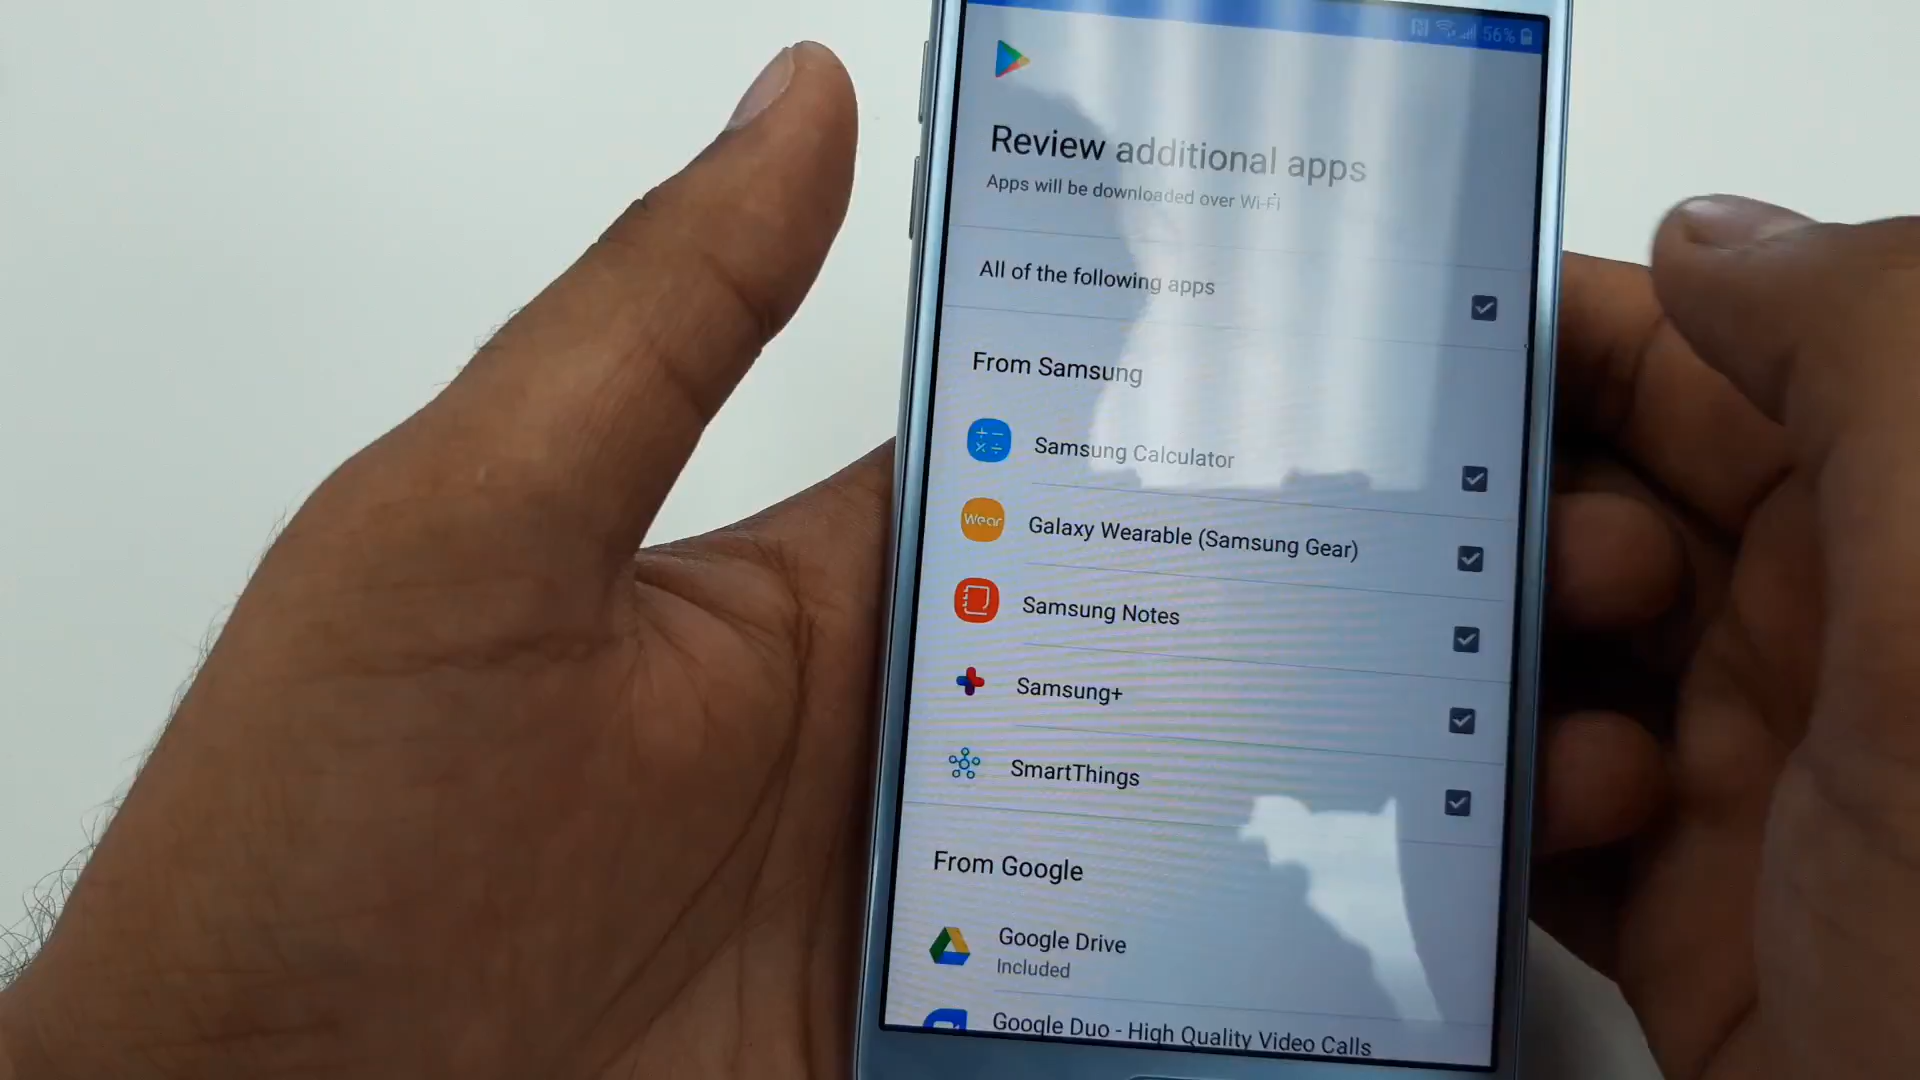 56%
Review additional apps
Apps will be downloaded over Wi-Fi
All of the following apps
From Samsung
Samsung Calculator
Wear
Galaxy Wearable (Samsung Gear)
Samsung Notes
Samsung+
SmartThings
From Google
Google Drive
Included
Google Duo - High Quality Video Calls